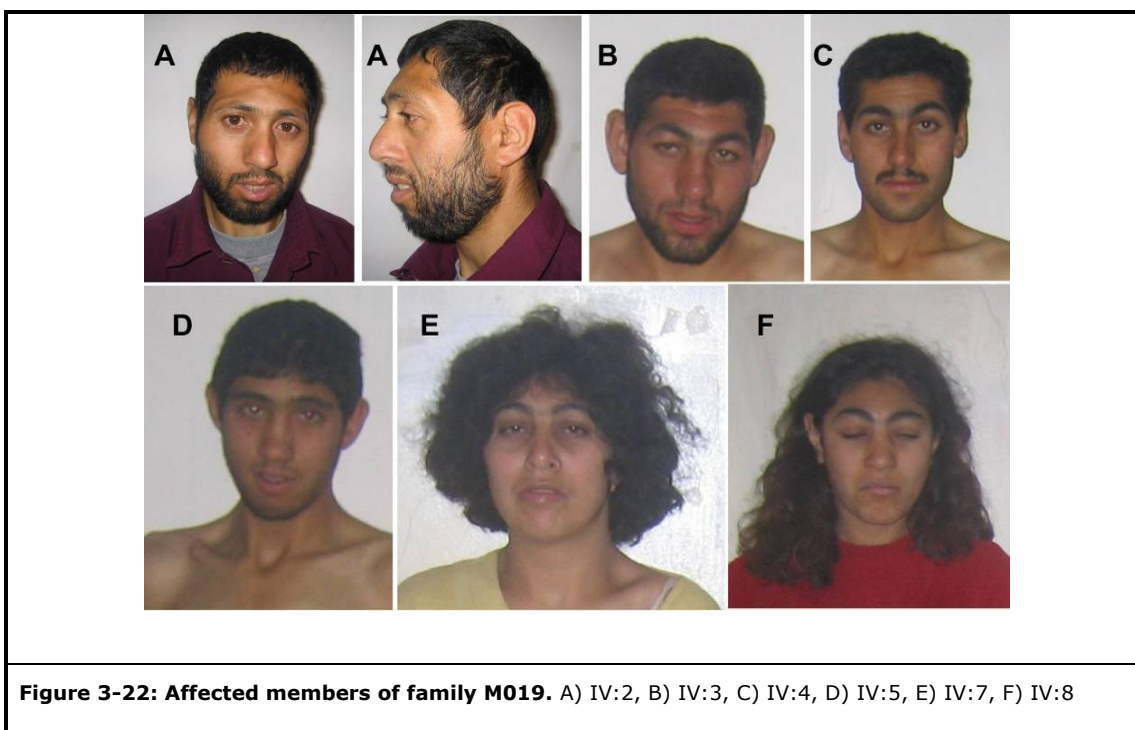 A A B C
D E F
Figure 3-22: Affected members of family M019. A) IV:2, B) IV:3, C) IV:4, D) IV:5, E) IV:7, F) IV:8